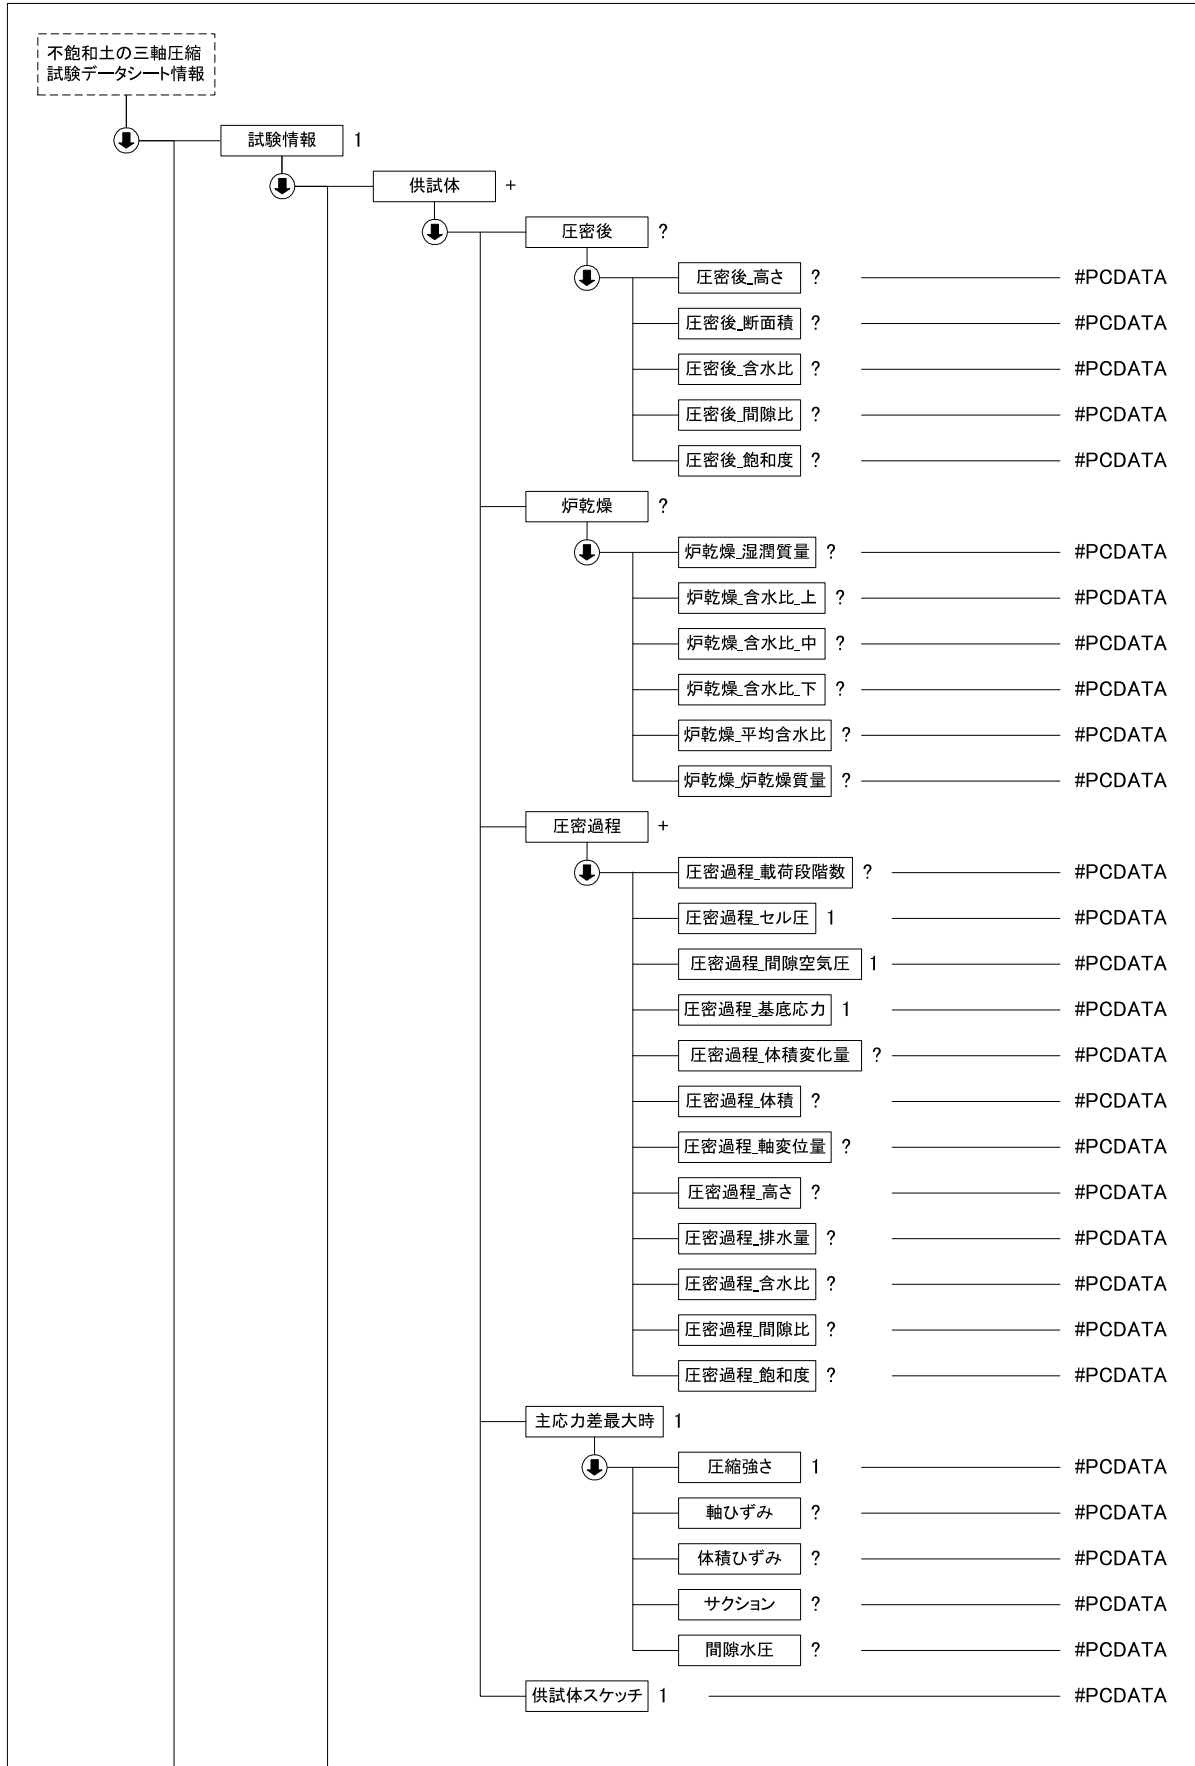 不飽和土の三軸圧縮
試験データシート情報
試験情報 1
供試体 +
圧密後 ?
圧密後_高さ ? #PCDATA
圧密後_断面積 ? #PCDATA
圧密後_含水比 ? #PCDATA
圧密後_間隙比 ? #PCDATA
圧密後_飽和度 ? #PCDATA
炉乾燥 ?
炉乾燥_湿潤質量 ? #PCDATA
炉乾燥_含水比_上 ? #PCDATA
炉乾燥_含水比_中 ? #PCDATA
炉乾燥_含水比_下 ? #PCDATA
炉乾燥_平均含水比 ? #PCDATA
炉乾燥_炉乾燥質量 ? #PCDATA
圧密過程 +
圧密過程_載荷段階数 ? #PCDATA
圧密過程_セル圧 1 #PCDATA
圧密過程_間隙空気圧 1 #PCDATA
圧密過程_基底応力 1 #PCDATA
圧密過程_体積変化量 ? #PCDATA
圧密過程_体積 ? #PCDATA
圧密過程_軸変位量 ? #PCDATA
圧密過程_高さ ? #PCDATA
圧密過程_排水量 ? #PCDATA
圧密過程_含水比 ? #PCDATA
圧密過程_間隙比 ? #PCDATA
圧密過程_飽和度 ? #PCDATA
主応力差最大時 1
圧縮強さ 1 #PCDATA
軸ひずみ ? #PCDATA
体積ひずみ ? #PCDATA
サクション ? #PCDATA
間隙水圧 ? #PCDATA
供試体スケッチ 1 #PCDATA